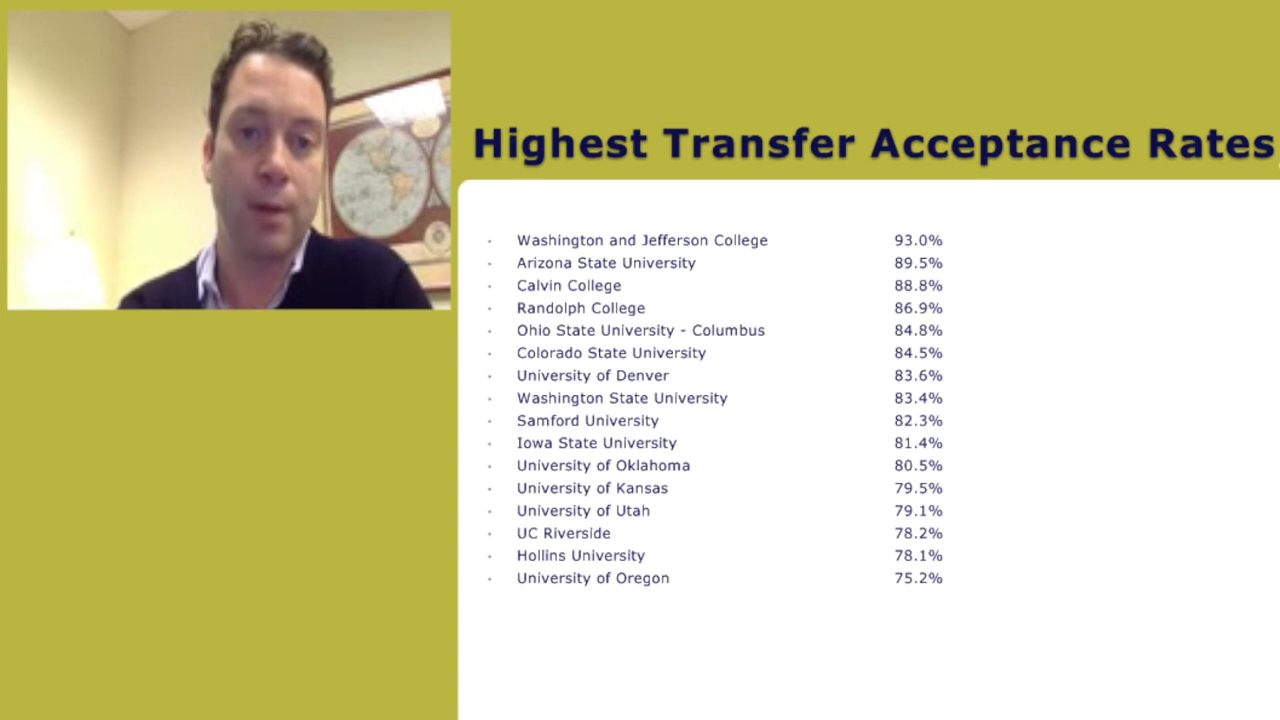 Highest Transfer Acceptance Rates
· Washington and Jefferson College 93.0%
· Arizona State University 89.5%
· Calvin College 88.8%
· Randolph College 86.9%
· Ohio State University - Columbus 84.8%
· Colorado State University 84.5%
· University of Denver 83.6%
· Washington State University 83.4%
· Samford University 82.3%
· Iowa State University 81.4%
· University of Oklahoma 80.5%
· University of Kansas 79.5%
· University of Utah 79.1%
· UC Riverside 78.2%
· Hollins University 78.1%
· University of Oregon 75.2%